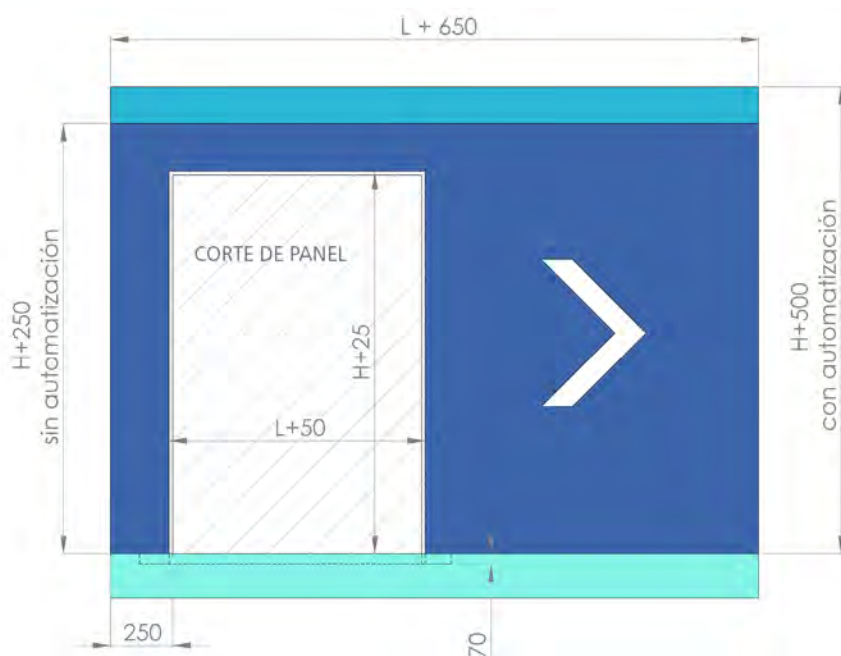 L + 650
H+250
sin automatización
CORTE DE PANEL
H+25
L+50
H+500
con automatización
250
70